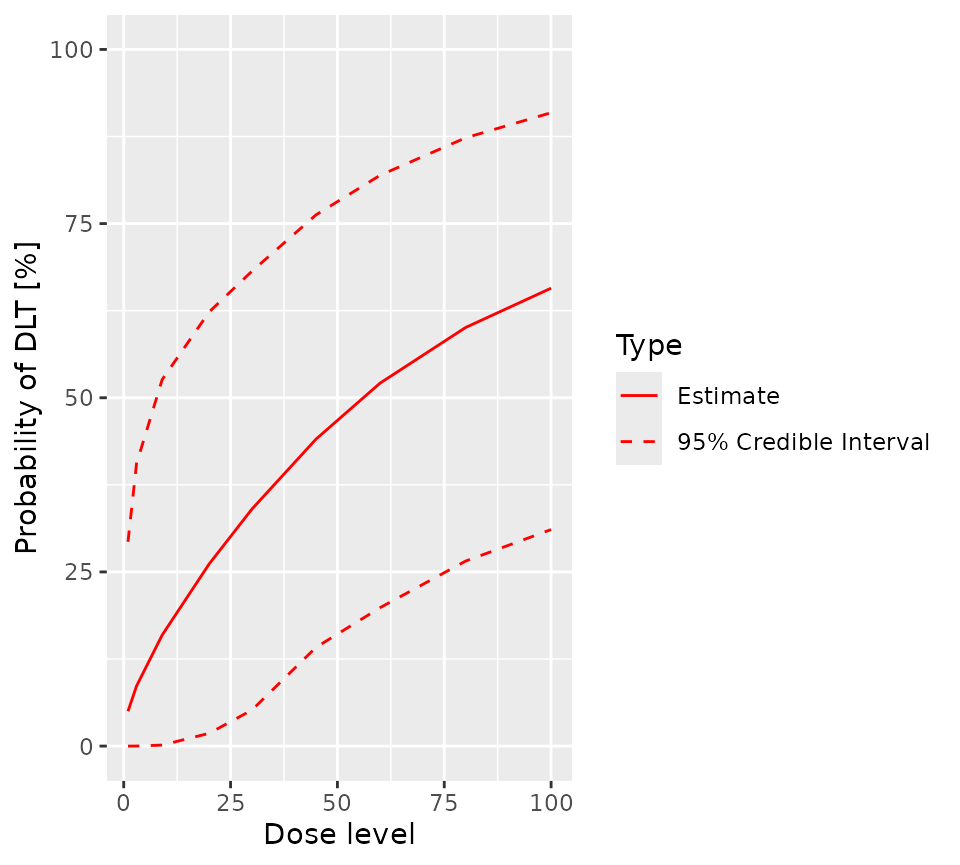 Probability of DLT [%]
100
75
50
25
0
0 25 50 75 100
Dose level
Type
Estimate
95% Credible Interval